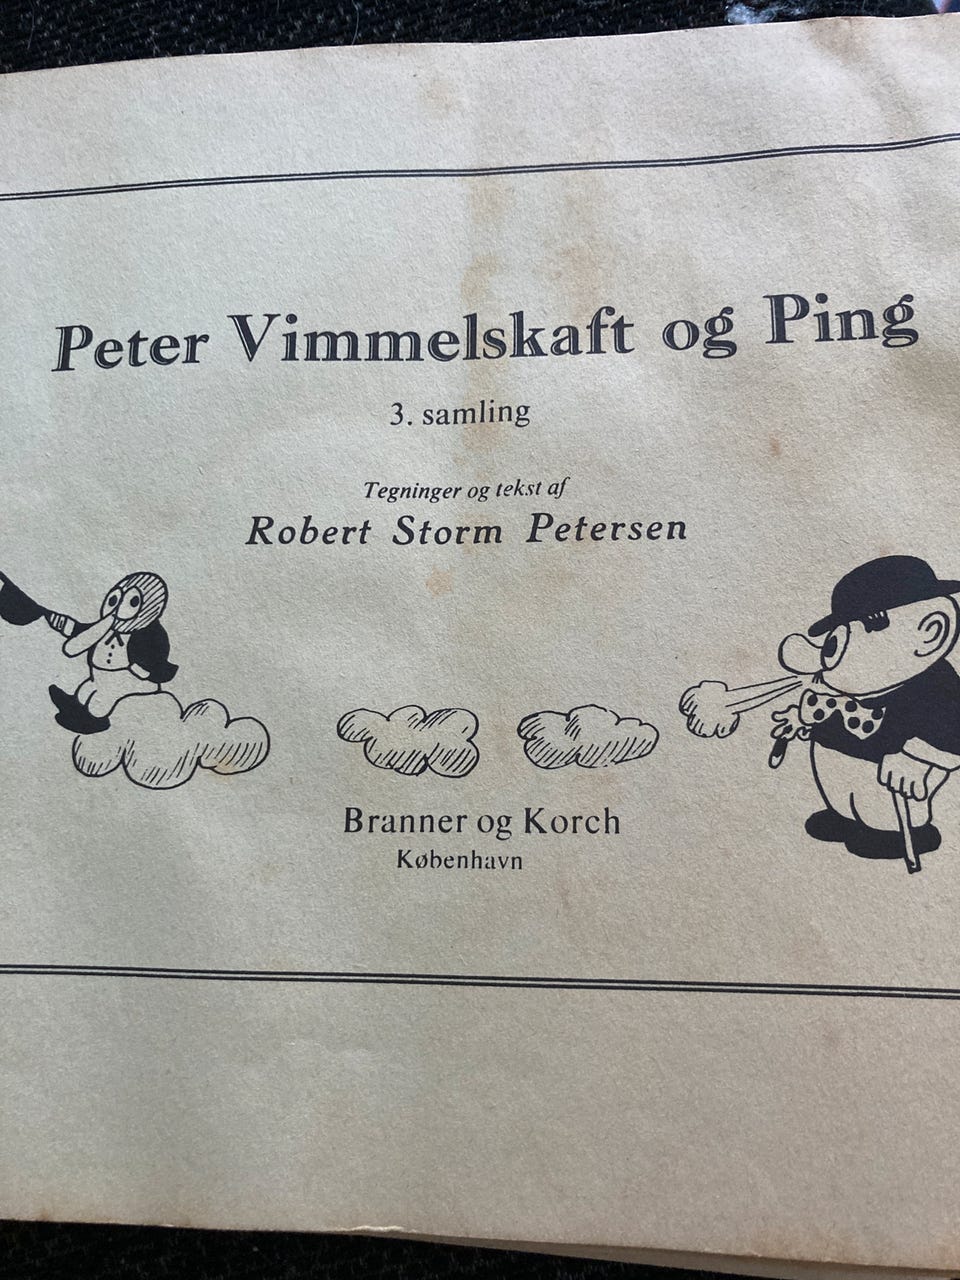 Peter Vimmelskaft og Ping
3. samling
Tegninger og tekst af
Robert Storm Petersen
Branner og Korch
København